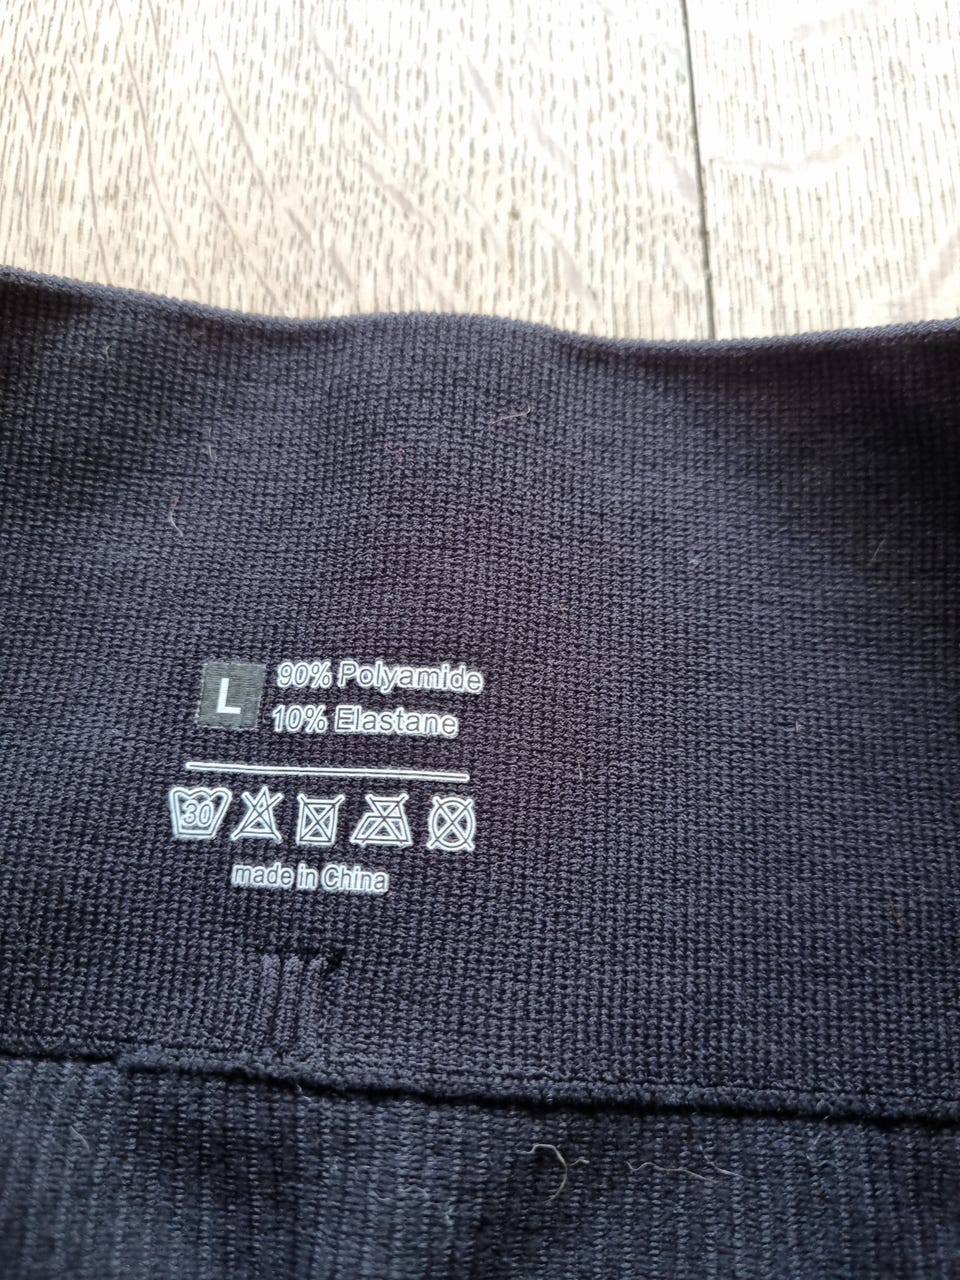 L
90% Polyamide
10% Elastane
30
made in China